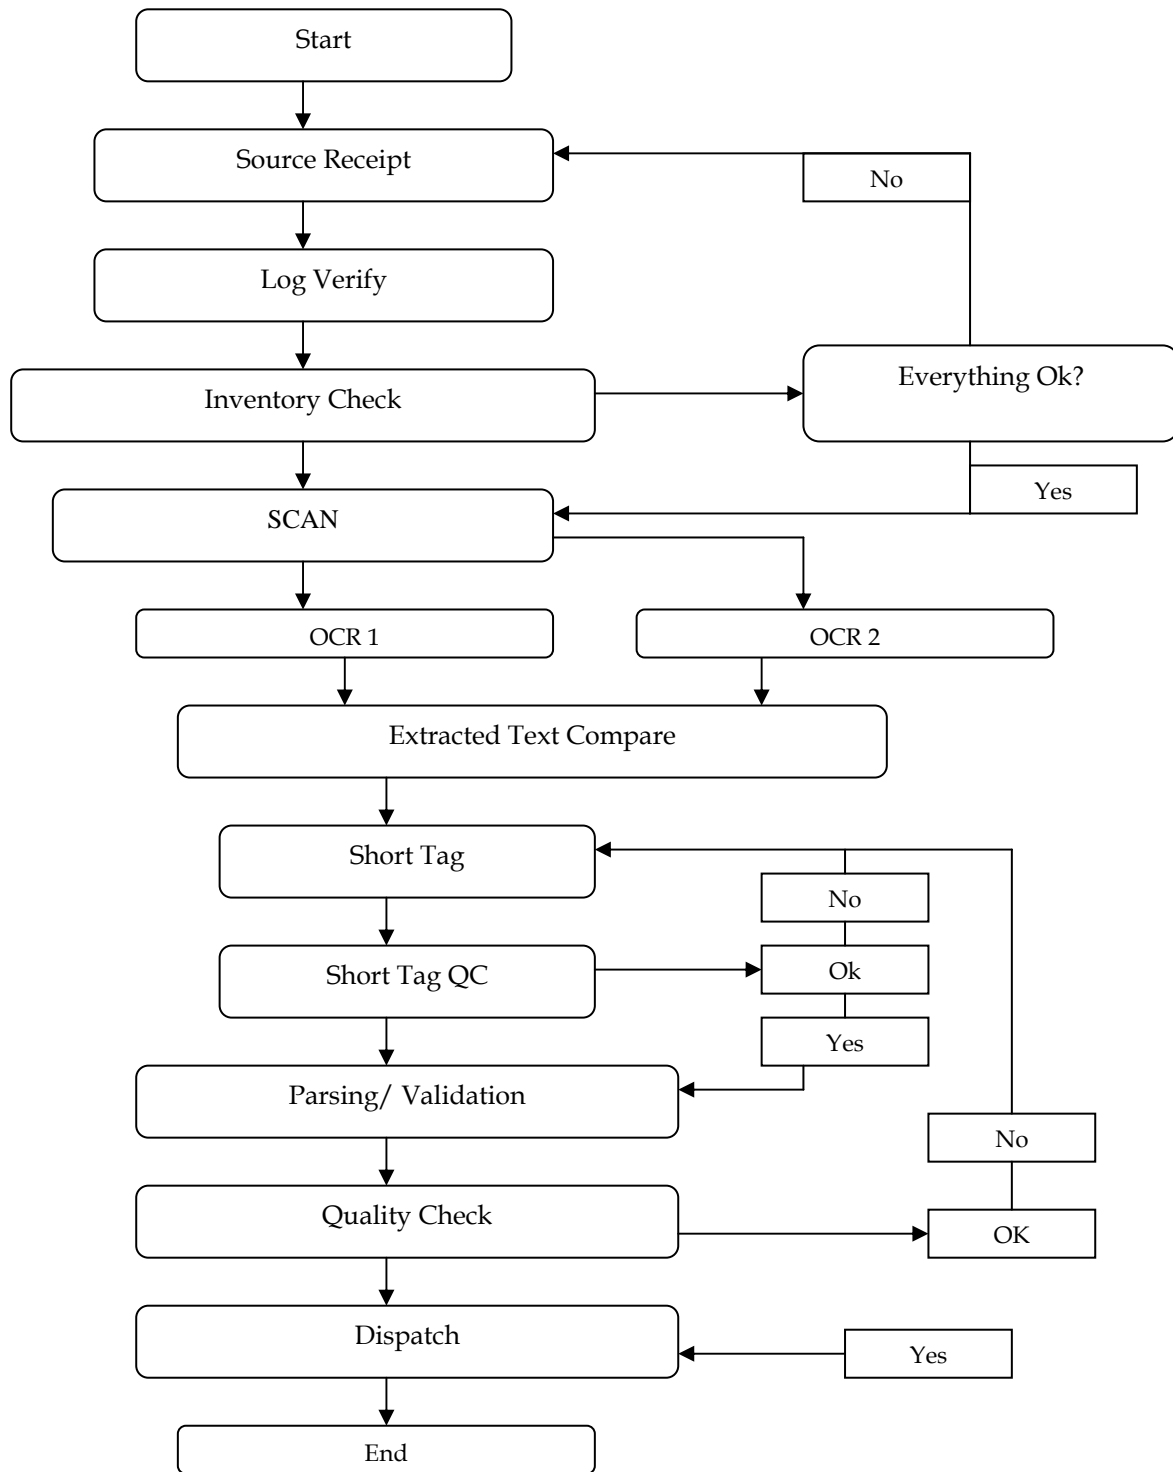 Start
Source Receipt
No
Log Verify
Everything Ok?
Inventory Check
Yes
SCAN
OCR 1
OCR 2
Extracted Text Compare
Short Tag
No
Short Tag QC
Ok
Yes
Parsing/ Validation
No
Quality Check
OK
Dispatch
Yes
End